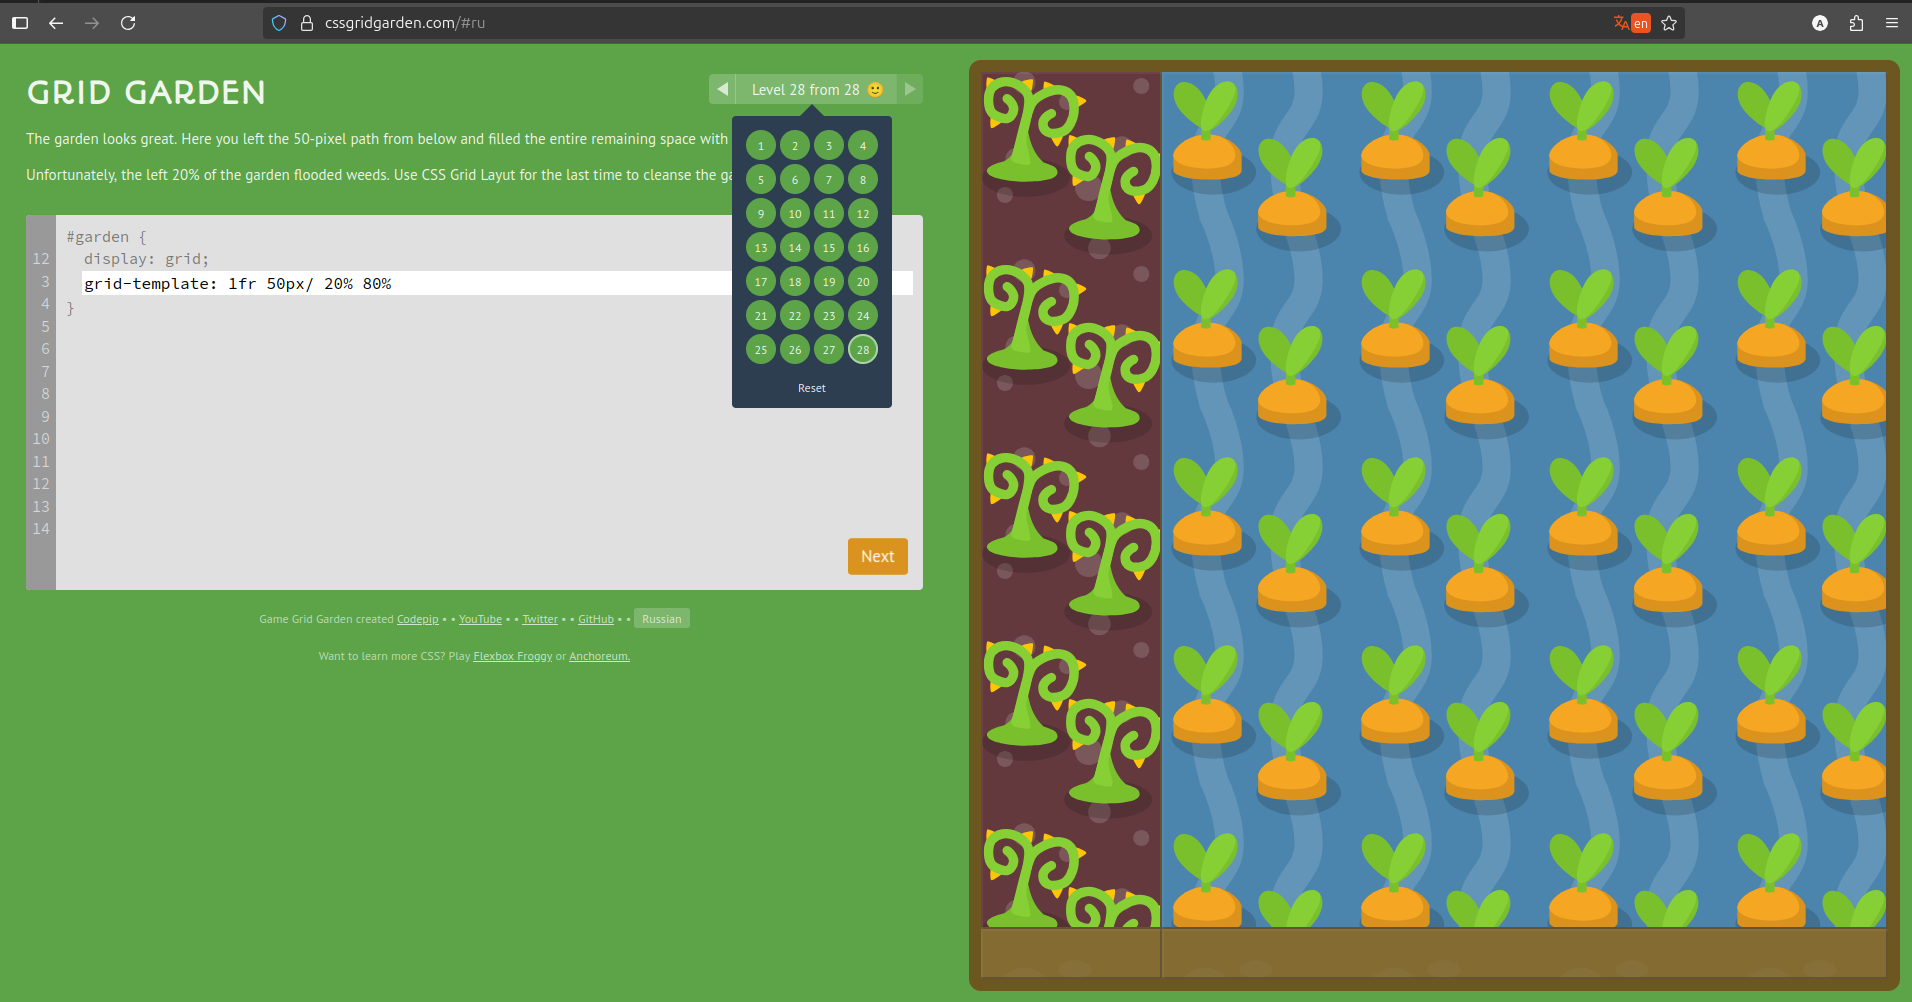 cssgridgarden.com/#ru
en
A
GRID GARDEN
Level 28 from 28 🙂
The garden looks great. Here you left the 50-pixel path from below and filled the entire remaining space with
Unfortunately, the left 20% of the garden flooded weeds. Use CSS Grid Layut for the last time to cleanse the ga
1 2 3 4
5 6 7 8
9 10 11 12
13 14 15 16
17 18 19 20
21 22 23 24
25 26 27 28
Reset
#garden {
12 display: grid;
3 grid-template: 1fr 50px/ 20% 80%
4 }
5
6
7
8
9
10
11
12
13
14
Next
Game Grid Garden created Codepip • • YouTube • • Twitter • • GitHub • • Russian
Want to learn more CSS? Play Flexbox Froggy or Anchoreum.